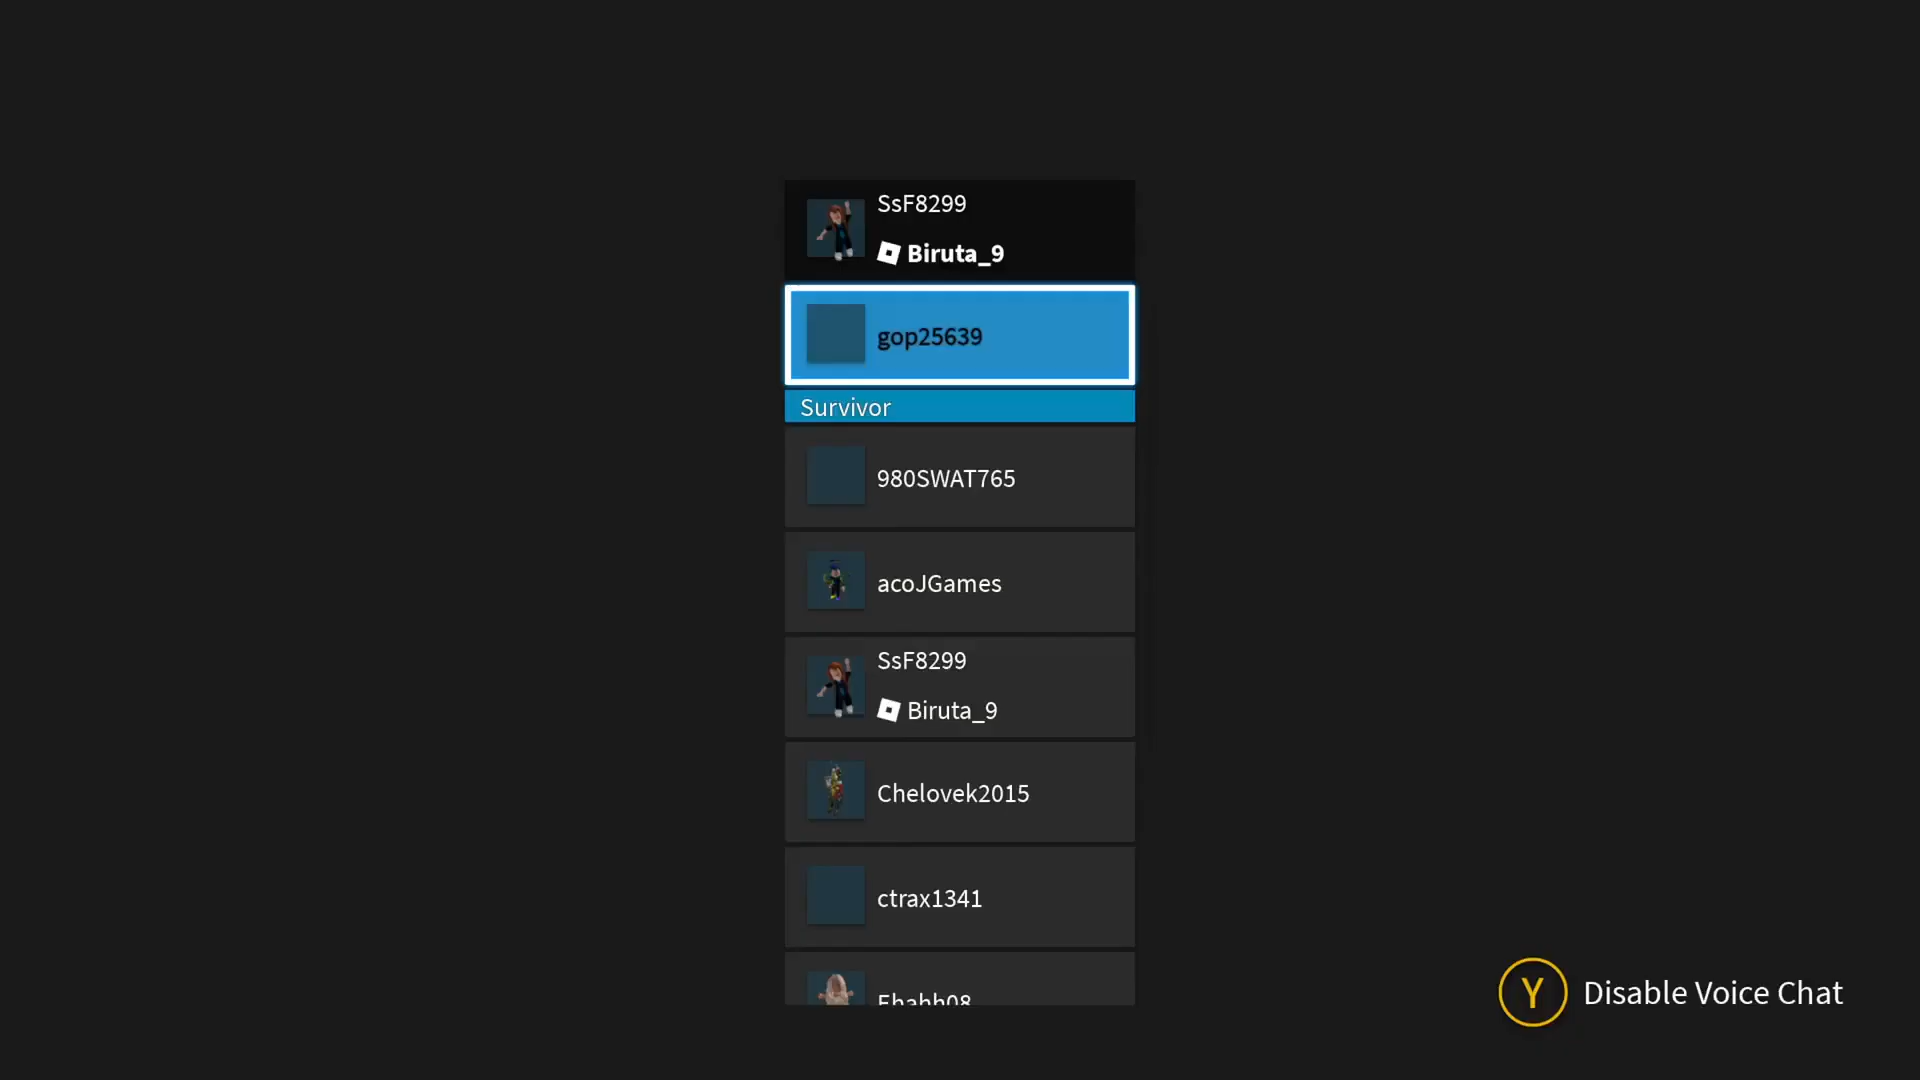 SsF8299
Biruta_9
gop25639
Survivor
980SWAT765
acoJGames
SsF8299
Biruta_9
Chelovek2015
ctrax1341
Y Disable Voice Chat